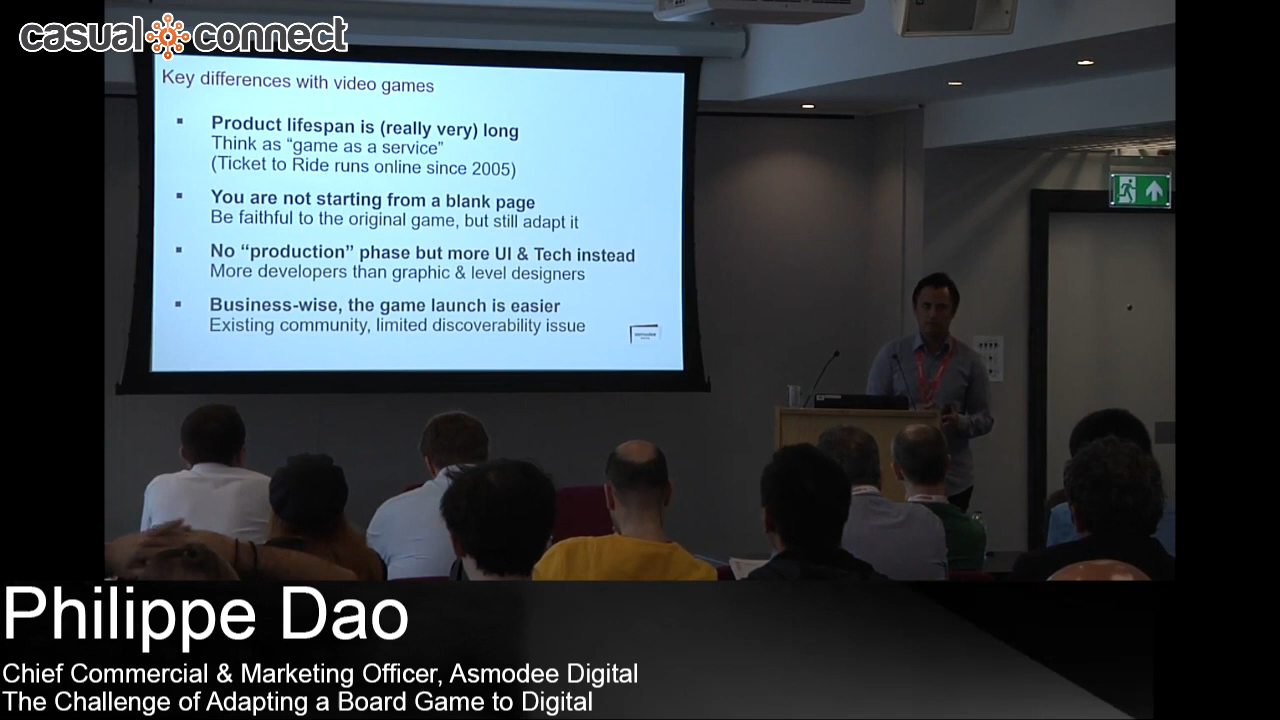 casual connect
Key differences with video games
▪ Product lifespan is (really very) long
Think as “game as a service”
(Ticket to Ride runs online since 2005)
▪ You are not starting from a blank page
Be faithful to the original game, but still adapt it
▪ No “production” phase but more UI & Tech instead
More developers than graphic & level designers
▪ Business-wise, the game launch is easier
Existing community, limited discoverability issue
asmodee
Philippe Dao
Chief Commercial & Marketing Officer, Asmodee Digital
The Challenge of Adapting a Board Game to Digital